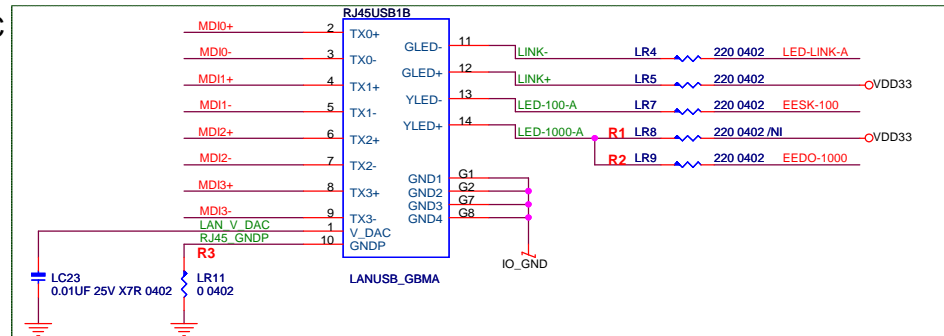 C
RJ45USB1B
MDI0+ 2 TX0+
MDI0- 3 TX0-
MDI1+ 4 TX1+
MDI1- 5 TX1-
MDI2+ 6 TX2+
MDI2- 7 TX2-
MDI3+ 8 TX3+
MDI3- 9 TX3-
LAN_V_DAC 1 V_DAC
RJ45_GNDP 10 GNDP
GLED- 11 LINK- LR4 220 0402 LED-LINK-A
GLED+ 12 LINK+ LR5 220 0402 VDD33
YLED- 13 LED-100-A LR7 220 0402 EESK-100
YLED+ 14 LED-1000-A R1 LR8 220 0402 /NI VDD33
R2 LR9 220 0402 EEDO-1000
GND1 G1
GND2 G2
GND3 G7
GND4 G8
IO_GND
R3
LC23
0.01UF 25V X7R 0402
LR11
0 0402
LANUSB_GBMA